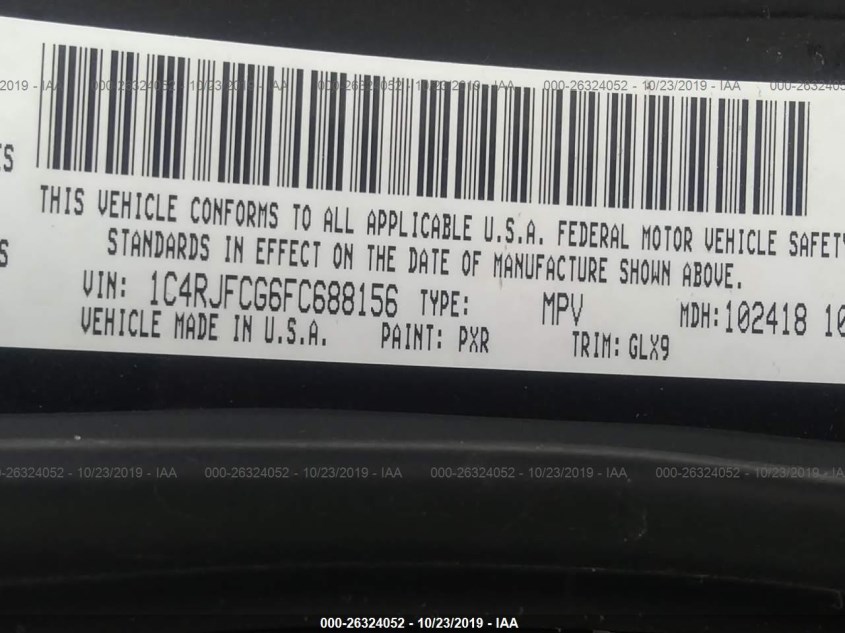 2019 - IAA 000-26324052 - 10/23/2019 - IAA 000-26324052 - 10/23/2019 - IAA 000-26324052 - 10/23/2019 - IAA 000-263240
THIS VEHICLE CONFORMS TO ALL APPLICABLE U.S.A. FEDERAL MOTOR VEHICLE SAFETY
STANDARDS IN EFFECT ON THE DATE OF MANUFACTURE SHOWN ABOVE.
VIN: 1C4RJFCG6FC688156 TYPE: MPV MDH: 102418 10
VEHICLE MADE IN U.S.A. PAINT: PXR TRIM: GLX9
0-26324052 - 10/23/2019 - IAA 000-26324052 - 10/23/2019 - IAA 000-26324052 - 10/23/2019 - IAA 000-26324052 - 10/23/2019
000-26324052 - 10/23/2019 - IAA